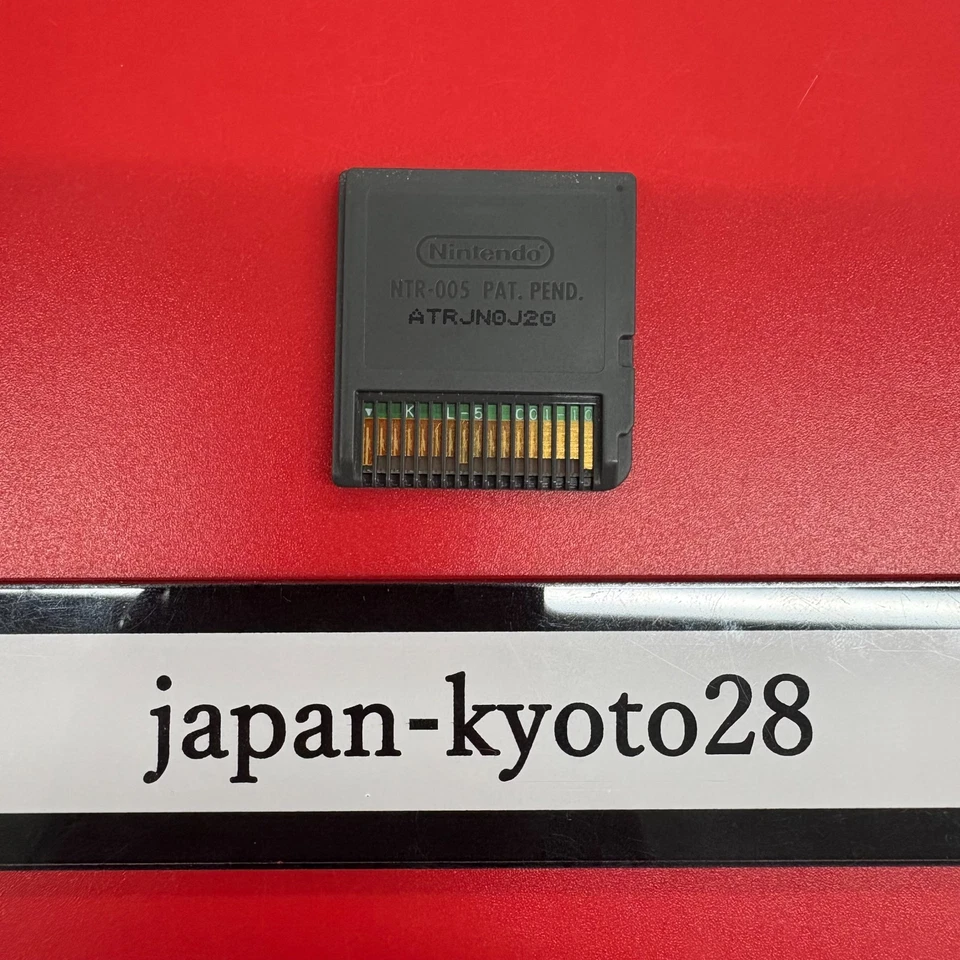 Nintendo
NTR-005 PAT. PEND.
ATRJN0J20
japan-kyoto28